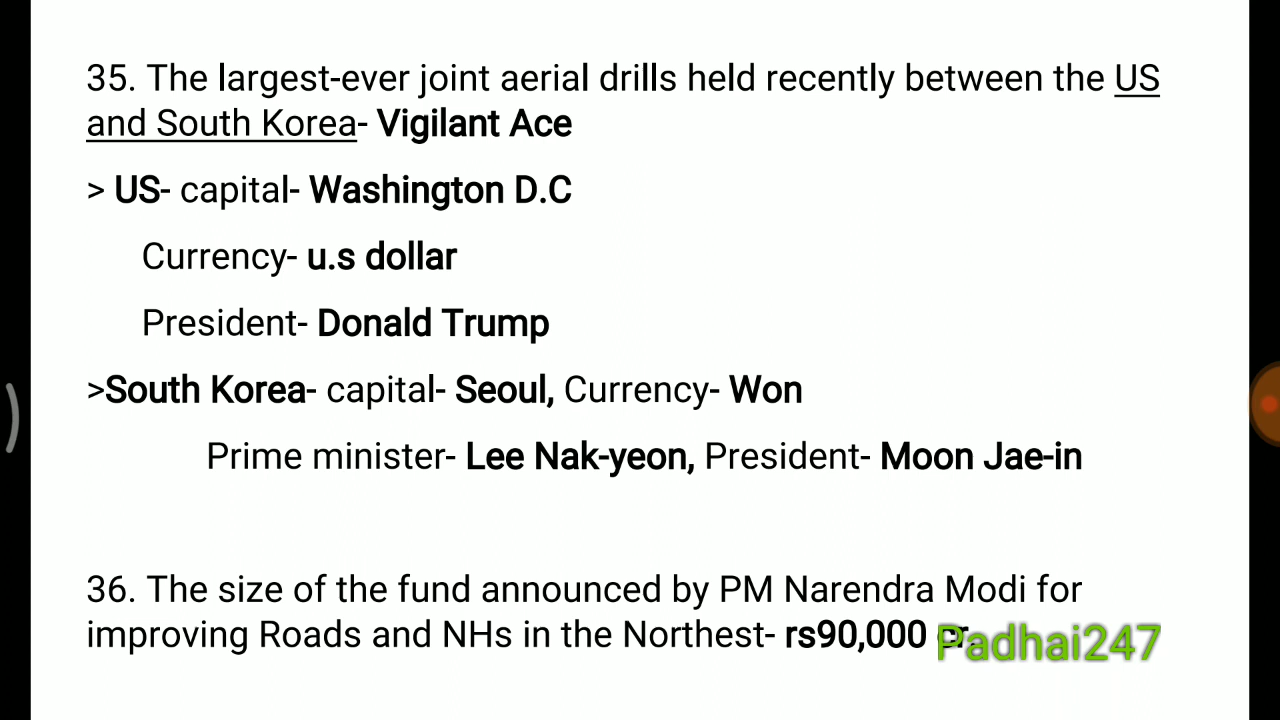 35. The largest-ever joint aerial drills held recently between the US
and South Korea- Vigilant Ace
> US- capital- Washington D.C
Currency- u.s dollar
President- Donald Trump
>South Korea- capital- Seoul, Currency- Won
Prime minister- Lee Nak-yeon, President- Moon Jae-in
36. The size of the fund announced by PM Narendra Modi for
improving Roads and NHs in the Northest- rs90,000 cr
Padhai247